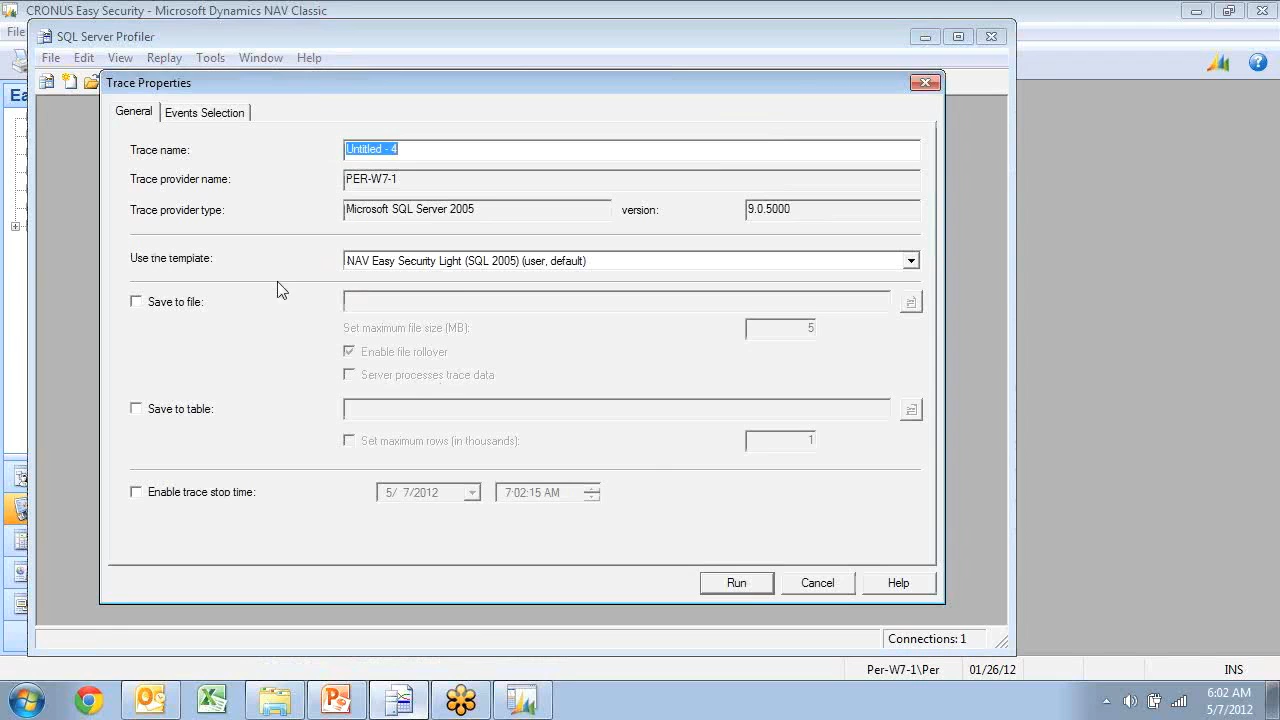 CRONUS Easy Security - Microsoft Dynamics NAV Classic
File
SQL Server Profiler
File Edit View Replay Tools Window Help
Trace Properties
Ea
General Events Selection
Trace name: Untitled - 4
Trace provider name: PER-W7-1
Trace provider type: Microsoft SQL Server 2005 version: 9.0.5000
Use the template: NAV Easy Security Light (SQL 2005) (user, default)
Save to file:
Set maximum file size (MB): 5
Enable file rollover
Server processes trace data
Save to table:
Set maximum rows (in thousands): 1
Enable trace stop time: 5/ 7/2012 7:02:15 AM
Run Cancel Help
Connections: 1
Per-W7-1\Per 01/26/12 INS
6:02 AM
5/7/2012